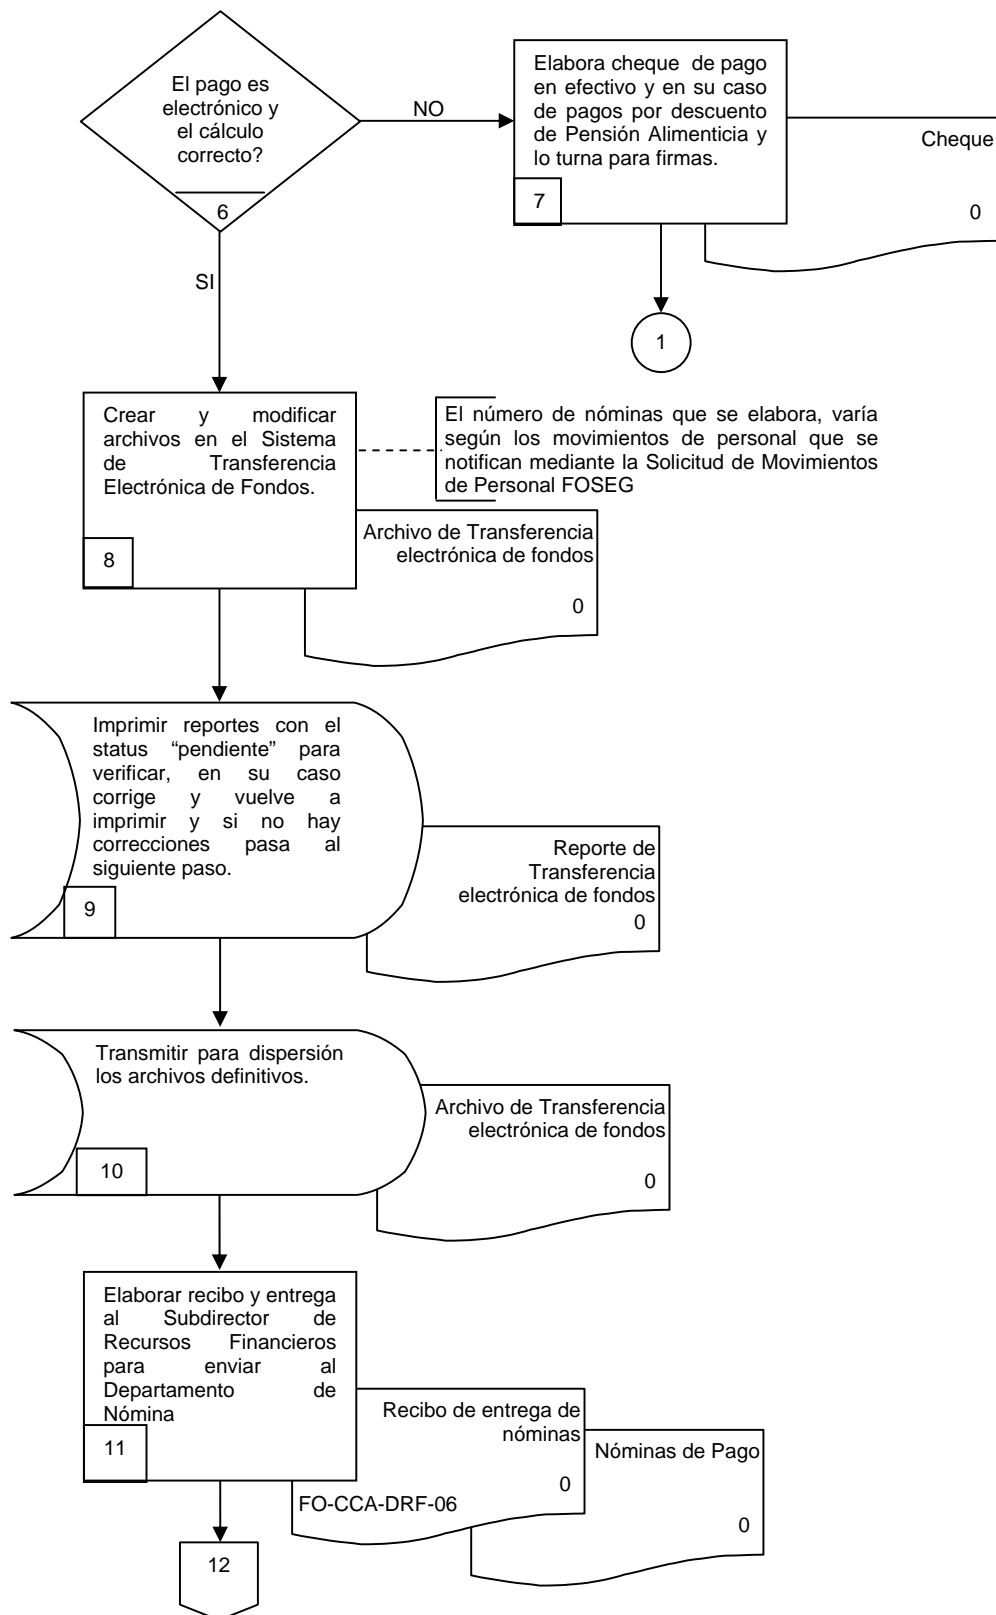 El pago es
electrónico y
el cálculo
correcto?
6
NO
SI
Elabora cheque de pago
en efectivo y en su caso
de pagos por descuento
de Pensión Alimenticia y
lo turna para firmas.
7
Cheque
0
1
Crear y modificar
archivos en el Sistema
de Transferencia
Electrónica de Fondos.
8
El número de nóminas que se elabora, varía
según los movimientos de personal que se
notifican mediante la Solicitud de Movimientos
de Personal FOSEG
Archivo de Transferencia
electrónica de fondos
0
Imprimir reportes con el
status “pendiente” para
verificar, en su caso
corrige y vuelve a
imprimir y si no hay
correcciones pasa al
siguiente paso.
9
Reporte de
Transferencia
electrónica de fondos
0
Transmitir para dispersión
los archivos definitivos.
10
Archivo de Transferencia
electrónica de fondos
0
Elaborar recibo y entrega
al Subdirector de
Recursos Financieros
para enviar al
Departamento de
Nómina
11
Recibo de entrega de
nóminas
0
FO-CCA-DRF-06
Nóminas de Pago
0
12